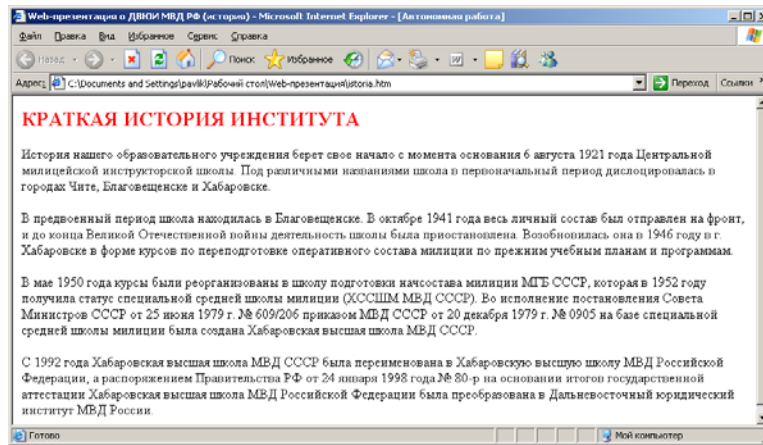 Web-презентация о ДВЮИ МВД РФ (история) - Microsoft Internet Explorer - [Автономная работа]
Файл Правка Вид Избранное Сервис Справка
Назад Поиск Избранное
Адрес: C:\Documents and Settings\pavlik\Рабочий стол\Web-презентация\istoria.htm Переход Ссылки »
КРАТКАЯ ИСТОРИЯ ИНСТИТУТА
История нашего образовательного учреждения берет свое начало с момента основания 6 августа 1921 года Центральной
милицейской инструкторской школы. Под различными названиями школа в первоначальный период дислоцировалась в
городах Чите, Благовещенске и Хабаровске.
В предвоенный период школа находилась в Благовещенске. В октябре 1941 года весь личный состав был отправлен на фронт,
и до конца Великой Отечественной войны деятельность школы была приостановлена. Возобновилась она в 1946 году в г.
Хабаровске в форме курсов по переподготовке оперативного состава милиции по прежним учебным планам и программам.
В мае 1950 года курсы были реорганизованы в школу подготовки начсостава милиции МГБ СССР, которая в 1952 году
получила статус специальной средней школы милиции (ХССШМ МВД СССР). Во исполнение постановления Совета
Министров СССР от 25 июня 1979 г. № 609/206 приказом МВД СССР от 20 декабря 1979 г. № 0905 на базе специальной
средней школы милиции была создана Хабаровская высшая школа МВД СССР.
С 1992 года Хабаровская высшая школа МВД СССР была переименована в Хабаровскую высшую школу МВД Российской
Федерации, а распоряжением Правительства РФ от 24 января 1998 года № 80-р на основании итогов государственной
аттестации Хабаровская высшая школа МВД Российской Федерации была преобразована в Дальневосточный юридический
институт МВД России.
Готово Мой компьютер